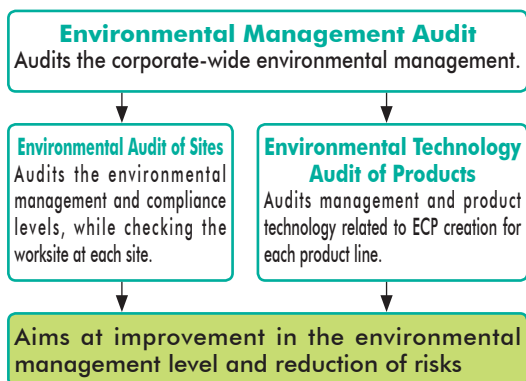 Environmental Management Audit
Audits the corporate-wide environmental management.
Environmental Audit of Sites
Audits the environmental
management and compliance
levels, while checking the
worksite at each site.
Environmental Technology
Audit of Products
Audits management and product
technology related to ECP creation for
each product line.
Aims at improvement in the environmental
management level and reduction of risks